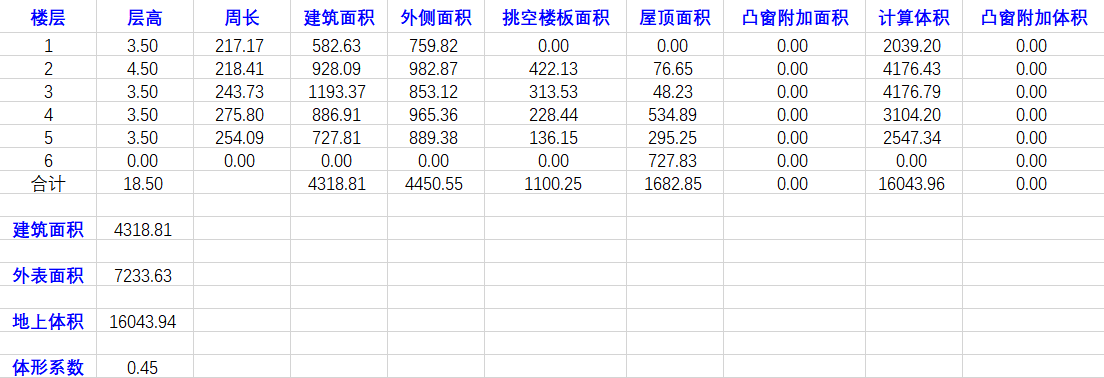 楼层 层高 周长 建筑面积 外侧面积 挑空楼板面积 屋顶面积 凸窗附加面积 计算体积 凸窗附加体积
1 3.50 217.17 582.63 759.82 0.00 0.00 0.00 2039.20 0.00
2 4.50 218.41 928.09 982.87 422.13 76.65 0.00 4176.43 0.00
3 3.50 243.73 1193.37 853.12 313.53 48.23 0.00 4176.79 0.00
4 3.50 275.80 886.91 965.36 228.44 534.89 0.00 3104.20 0.00
5 3.50 254.09 727.81 889.38 136.15 295.25 0.00 2547.34 0.00
6 0.00 0.00 0.00 0.00 0.00 727.83 0.00 0.00 0.00
合计 18.50 4318.81 4450.55 1100.25 1682.85 0.00 16043.96 0.00
建筑面积 4318.81
外表面积 7233.63
地上体积 16043.94
体形系数 0.45